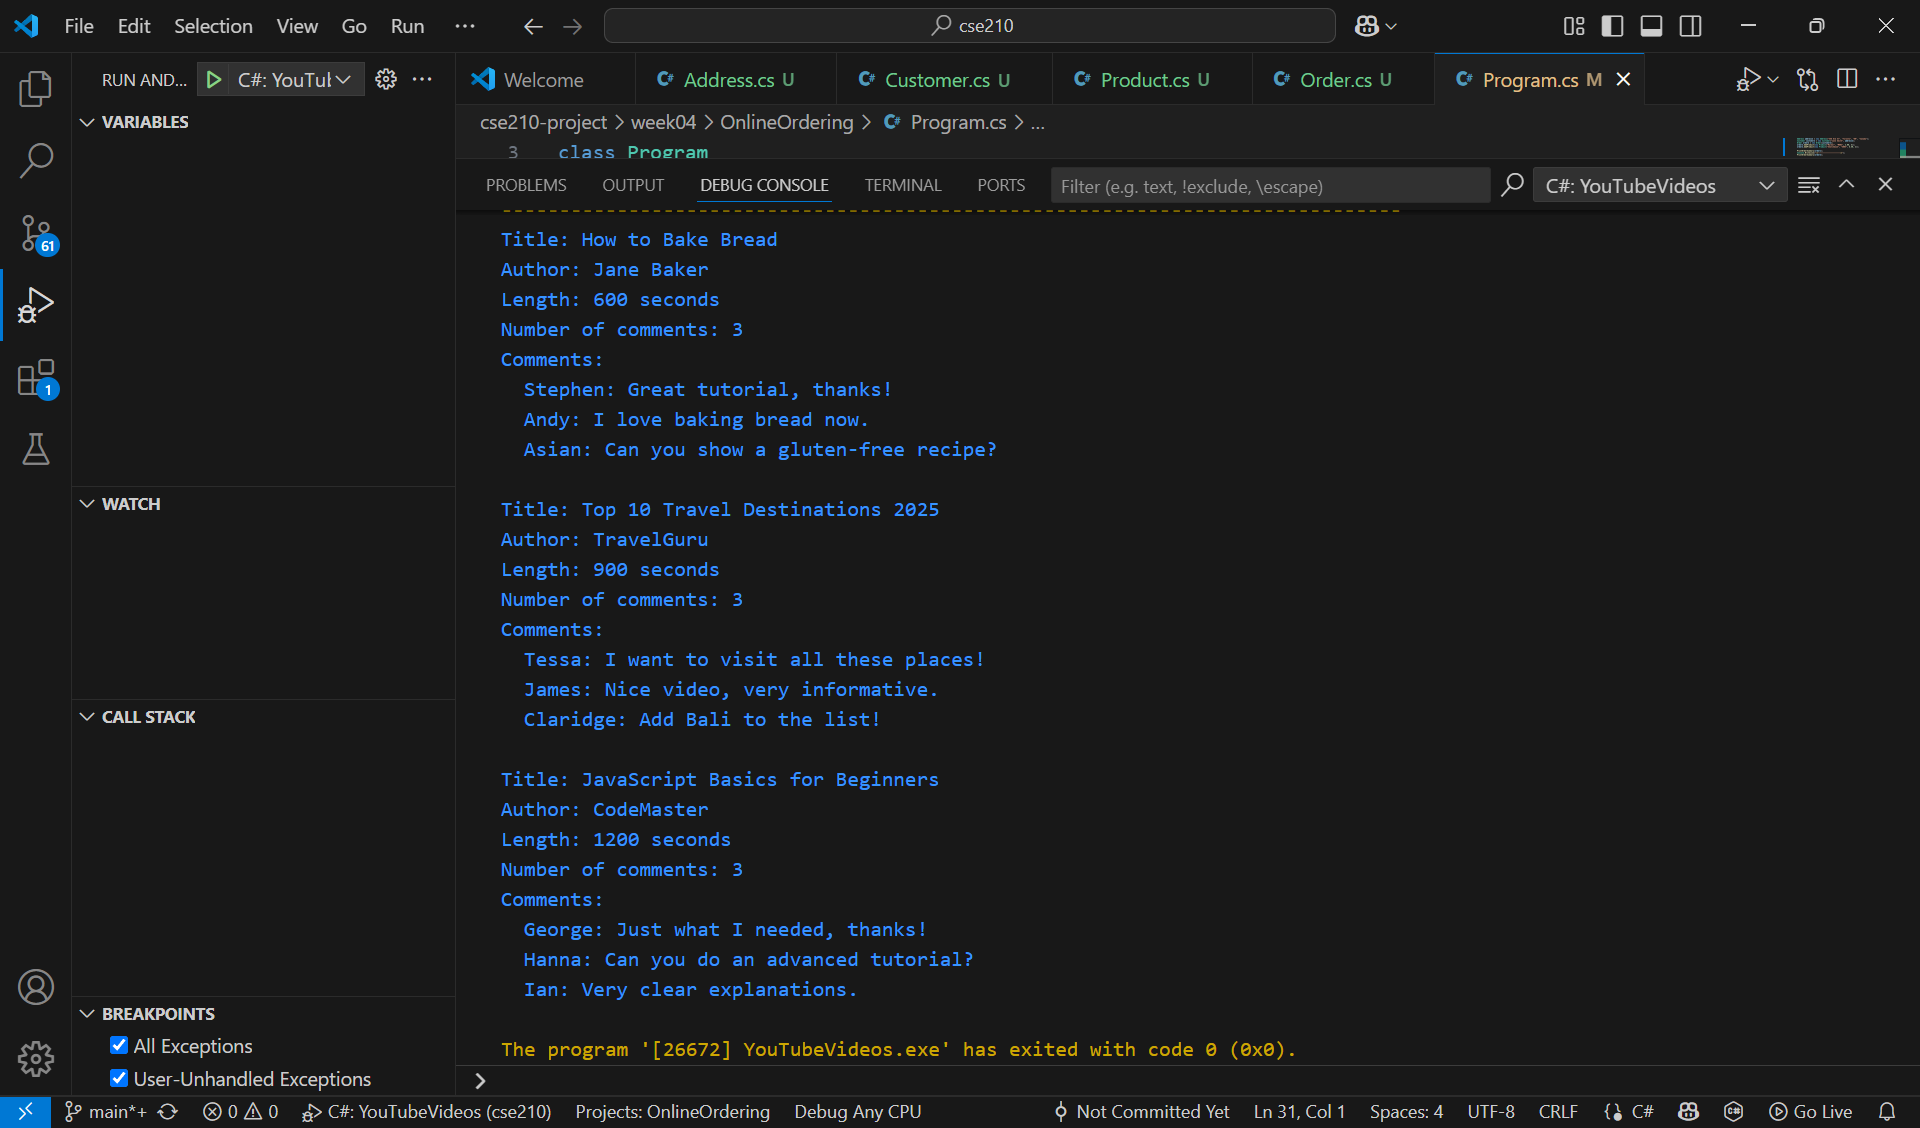 File Edit Selection View Go Run ··· cse210
RUN AND... C#: YouTul ···
Welcome Address.cs U Customer.cs U Product.cs U Order.cs U Program.cs M
cse210-project > week04 > OnlineOrdering > Program.cs > ...
3 class Program
PROBLEMS OUTPUT DEBUG CONSOLE TERMINAL PORTS Filter (e.g. text, !exclude, \escape) C#: YouTubeVideos
VARIABLES
WATCH
CALL STACK
BREAKPOINTS
All Exceptions
User-Unhandled Exceptions
61
1
--------------------------------------------------------------------------------
Title: How to Bake Bread
Author: Jane Baker
Length: 600 seconds
Number of comments: 3
Comments:
  Stephen: Great tutorial, thanks!
  Andy: I love baking bread now.
  Asian: Can you show a gluten-free recipe?
Title: Top 10 Travel Destinations 2025
Author: TravelGuru
Length: 900 seconds
Number of comments: 3
Comments:
  Tessa: I want to visit all these places!
  James: Nice video, very informative.
  Claridge: Add Bali to the list!
Title: JavaScript Basics for Beginners
Author: CodeMaster
Length: 1200 seconds
Number of comments: 3
Comments:
  George: Just what I needed, thanks!
  Hanna: Can you do an advanced tutorial?
  Ian: Very clear explanations.
The program '[26672] YouTubeVideos.exe' has exited with code 0 (0x0).
>
main*+ 0 0 C#: YouTubeVideos (cse210) Projects: OnlineOrdering Debug Any CPU Not Committed Yet Ln 31, Col 1 Spaces: 4 UTF-8 CRLF C# Go Live